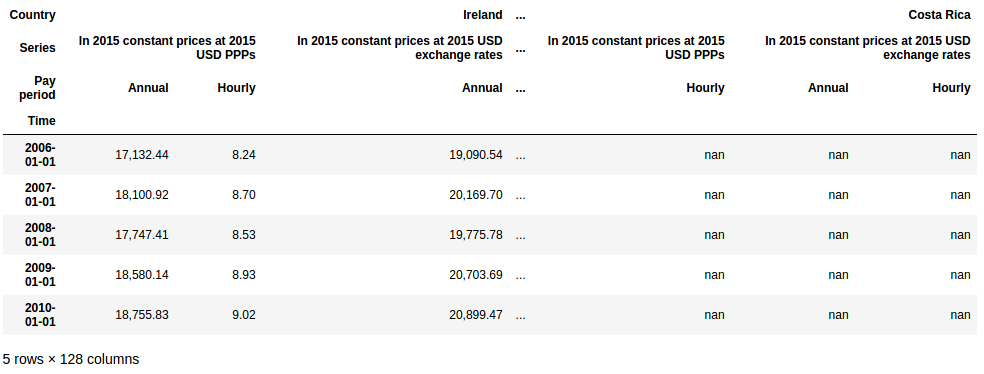 Country Ireland ... Costa Rica
Series In 2015 constant prices at 2015 USD PPPs In 2015 constant prices at 2015 USD exchange rates ... In 2015 constant prices at 2015 USD PPPs In 2015 constant prices at 2015 USD exchange rates
Pay period Annual Hourly Annual ... Hourly Annual Hourly
Time
2006-01-01 17,132.44 8.24 19,090.54 ... nan nan nan
2007-01-01 18,100.92 8.70 20,169.70 ... nan nan nan
2008-01-01 17,747.41 8.53 19,775.78 ... nan nan nan
2009-01-01 18,580.14 8.93 20,703.69 ... nan nan nan
2010-01-01 18,755.83 9.02 20,899.47 ... nan nan nan
5 rows × 128 columns